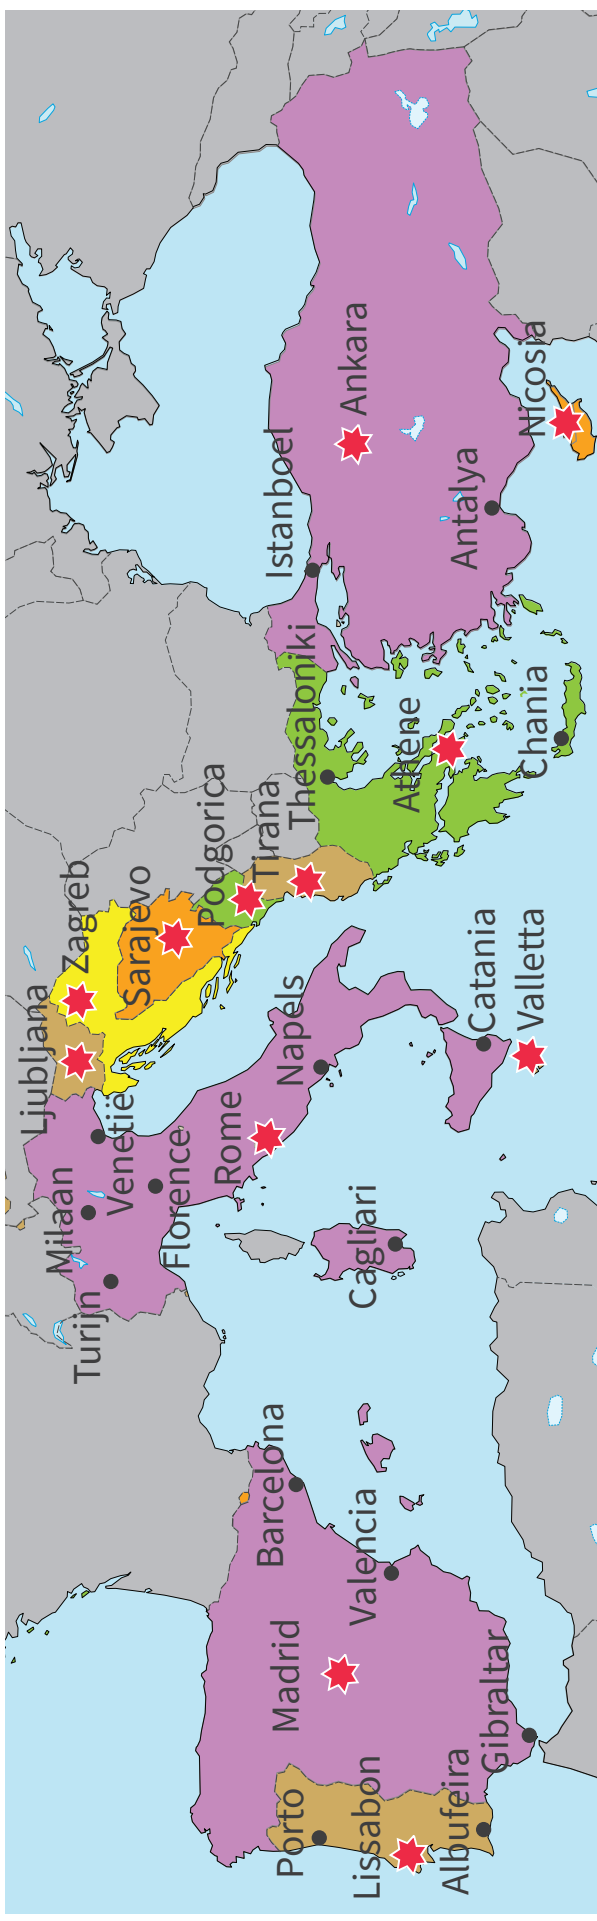 Porto
Lissabon
Albufeira
Gibraltar
Madrid
Valencia
Barcelona
Turijn
Milaan
Venetië
Florence
Rome
Cagliari
Napels
Catania
Valletta
Ljubljana
Zagreb
Sarajevo
Podgorica
Tirana
Thessaloniki
Athene
Chania
Istanboel
Ankara
Antalya
Nicosia